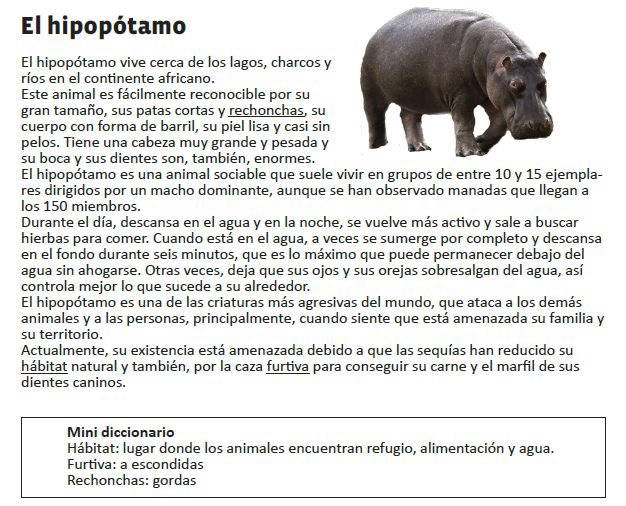 El hipopótamo
El hipopótamo vive cerca de los lagos, charcos y
ríos en el continente africano.
Este animal es fácilmente reconocible por su
gran tamaño, sus patas cortas y rechonchas, su
cuerpo con forma de barril, su piel lisa y casi sin
pelos. Tiene una cabeza muy grande y pesada y
su boca y sus dientes son, también, enormes.
El hipopótamo es una animal sociable que suele vivir en grupos de entre 10 y 15 ejempla-
res dirigidos por un macho dominante, aunque se han observado manadas que llegan a
los 150 miembros.
Durante el día, descansa en el agua y en la noche, se vuelve más activo y sale a buscar
hierbas para comer. Cuando está en el agua, a veces se sumerge por completo y descansa
en el fondo durante seis minutos, que es lo máximo que puede permanecer debajo del
agua sin ahogarse. Otras veces, deja que sus ojos y sus orejas sobresalgan del agua, así
controla mejor lo que sucede a su alrededor.
El hipopótamo es una de las criaturas más agresivas del mundo, que ataca a los demás
animales y a las personas, principalmente, cuando siente que está amenazada su familia y
su territorio.
Actualmente, su existencia está amenazada debido a que las sequías han reducido su
hábitat natural y también, por la caza furtiva para conseguir su carne y el marfil de sus
dientes caninos.
Mini diccionario
Hábitat: lugar donde los animales encuentran refugio, alimentación y agua.
Furtiva: a escondidas
Rechonchas: gordas